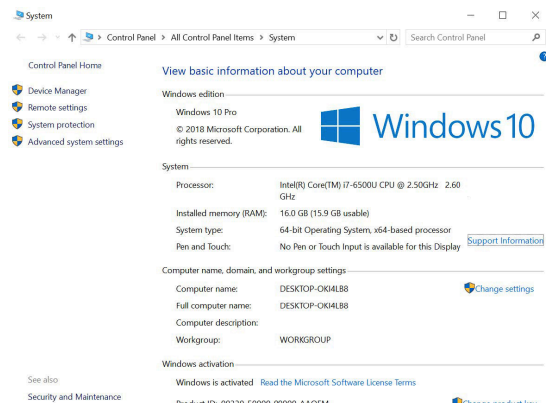 System
Control Panel > All Control Panel Items > System
Search Control Panel
Control Panel Home
Device Manager
Remote settings
System protection
Advanced system settings
View basic information about your computer
Windows edition
Windows 10 Pro
© 2018 Microsoft Corporation. All
rights reserved.
Windows 10
System
Processor: Intel(R) Core(TM) i7-6500U CPU @ 2.50GHz 2.60
GHz
Installed memory (RAM): 16.0 GB (15.9 GB usable)
System type: 64-bit Operating System, x64-based processor
Pen and Touch: No Pen or Touch Input is available for this Display
Support Information
Computer name, domain, and workgroup settings
Computer name: DESKTOP-OKI4LB8
Change settings
Full computer name: DESKTOP-OKI4LB8
Computer description:
Workgroup: WORKGROUP
Windows activation
Windows is activated Read the Microsoft Software License Terms
Product ID:
Change product key
See also
Security and Maintenance